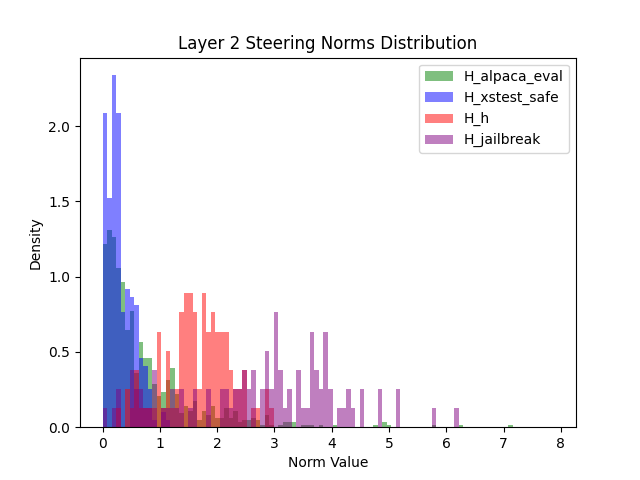 Layer 2 Steering Norms Distribution
H_alpaca_eval
H_xstest_safe
H_h
H_jailbreak
2.0
1.5
1.0
0.5
0.0
Density
0 1 2 3 4 5 6 7 8
Norm Value